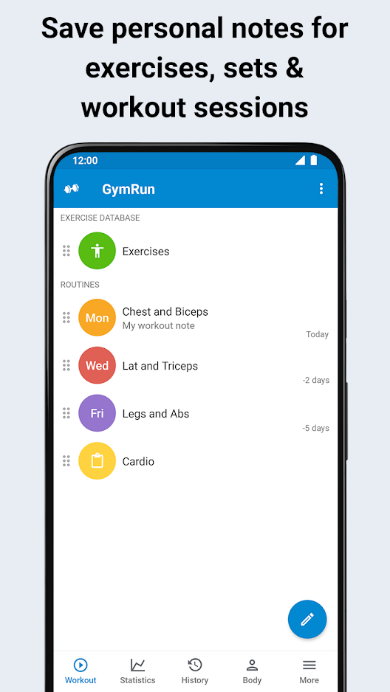 Save personal notes for
exercises, sets &
workout sessions
12:00
GymRun
EXERCISE DATABASE
Exercises
ROUTINES
Mon
Chest and Biceps
My workout note
Today
Wed
Lat and Triceps
-2 days
Fri
Legs and Abs
-5 days
Cardio
Workout
Statistics
History
Body
More